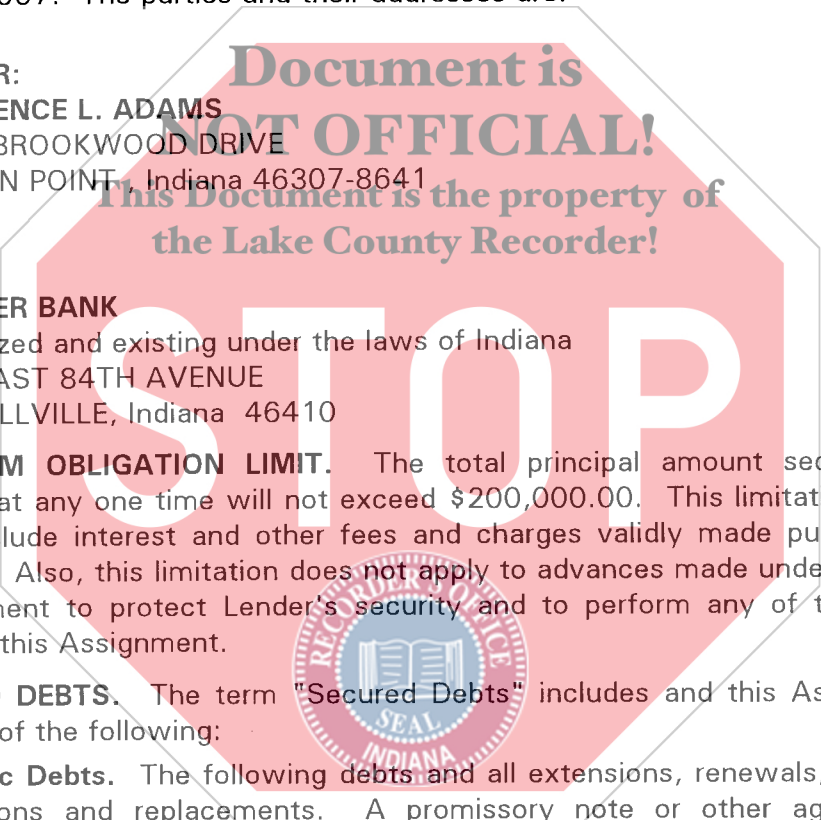 The parties and their addresses are:
Document is
NOT OFFICIAL!
This Document is the property of
the Lake County Recorder!
R:
ENCE L. ADAMS
BROOKWOOD DRIVE
N POINT , Indiana 46307-8641
ER BANK
zed and existing under the laws of Indiana
AST 84TH AVENUE
LLVILLE, Indiana 46410
STOP
M OBLIGATION LIMIT. The total principal amount sec
at any one time will not exceed $200,000.00. This limitat
lude interest and other fees and charges validly made pu
Also, this limitation does not apply to advances made unde
nent to protect Lender's security and to perform any of t
this Assignment.
DEBTS. The term "Secured Debts" includes and this As
of the following:
c Debts. The following debts and all extensions, renewals,
ons and replacements. A promissory note or other ag
RECORDER'S OFFICE
SEAL
INDIANA